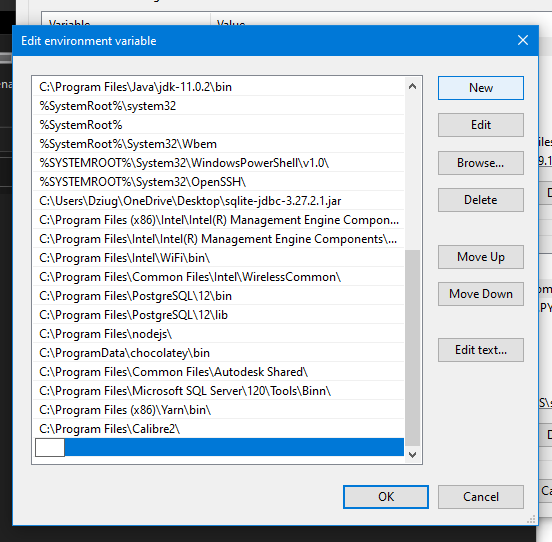 Variable Value
Edit environment variable
C:\Program Files\Java\jdk-11.0.2\bin
%SystemRoot%\system32
%SystemRoot%
%SystemRoot%\System32\Wbem
%SYSTEMROOT%\System32\WindowsPowerShell\v1.0\
%SYSTEMROOT%\System32\OpenSSH\
C:\Users\Dziug\OneDrive\Desktop\sqlite-jdbc-3.27.2.1.jar
C:\Program Files (x86)\Intel\Intel(R) Management Engine Compon...
C:\Program Files\Intel\Intel(R) Management Engine Components\...
C:\Program Files\Intel\WiFi\bin\
C:\Program Files\Common Files\Intel\WirelessCommon\
C:\Program Files\PostgreSQL\12\bin
C:\Program Files\PostgreSQL\12\lib
C:\Program Files\nodejs\
C:\ProgramData\chocolatey\bin
C:\Program Files\Common Files\Autodesk Shared\
C:\Program Files\Microsoft SQL Server\120\Tools\Binn\
C:\Program Files (x86)\Yarn\bin\
C:\Program Files\Calibre2\
New
Edit
Browse...
Delete
Move Up
Move Down
Edit text...
OK
Cancel